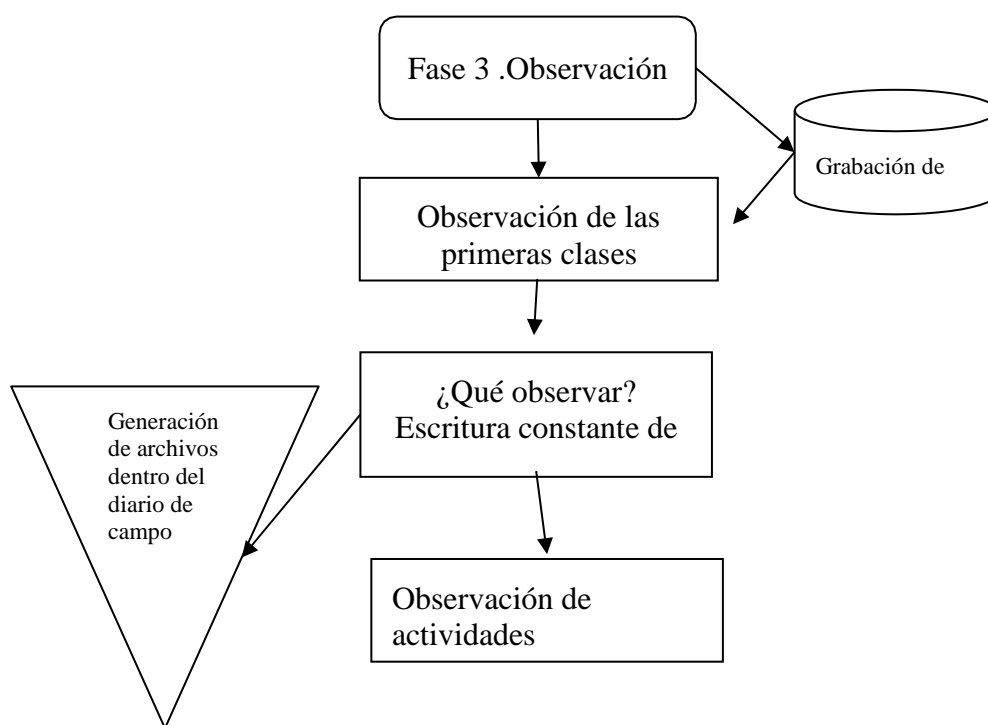 Fase 3 .Observación
Grabación de
Observación de las
primeras clases
¿Qué observar?
Escritura constante de
Generación
de archivos
dentro del
diario de
campo
Observación de
actividades